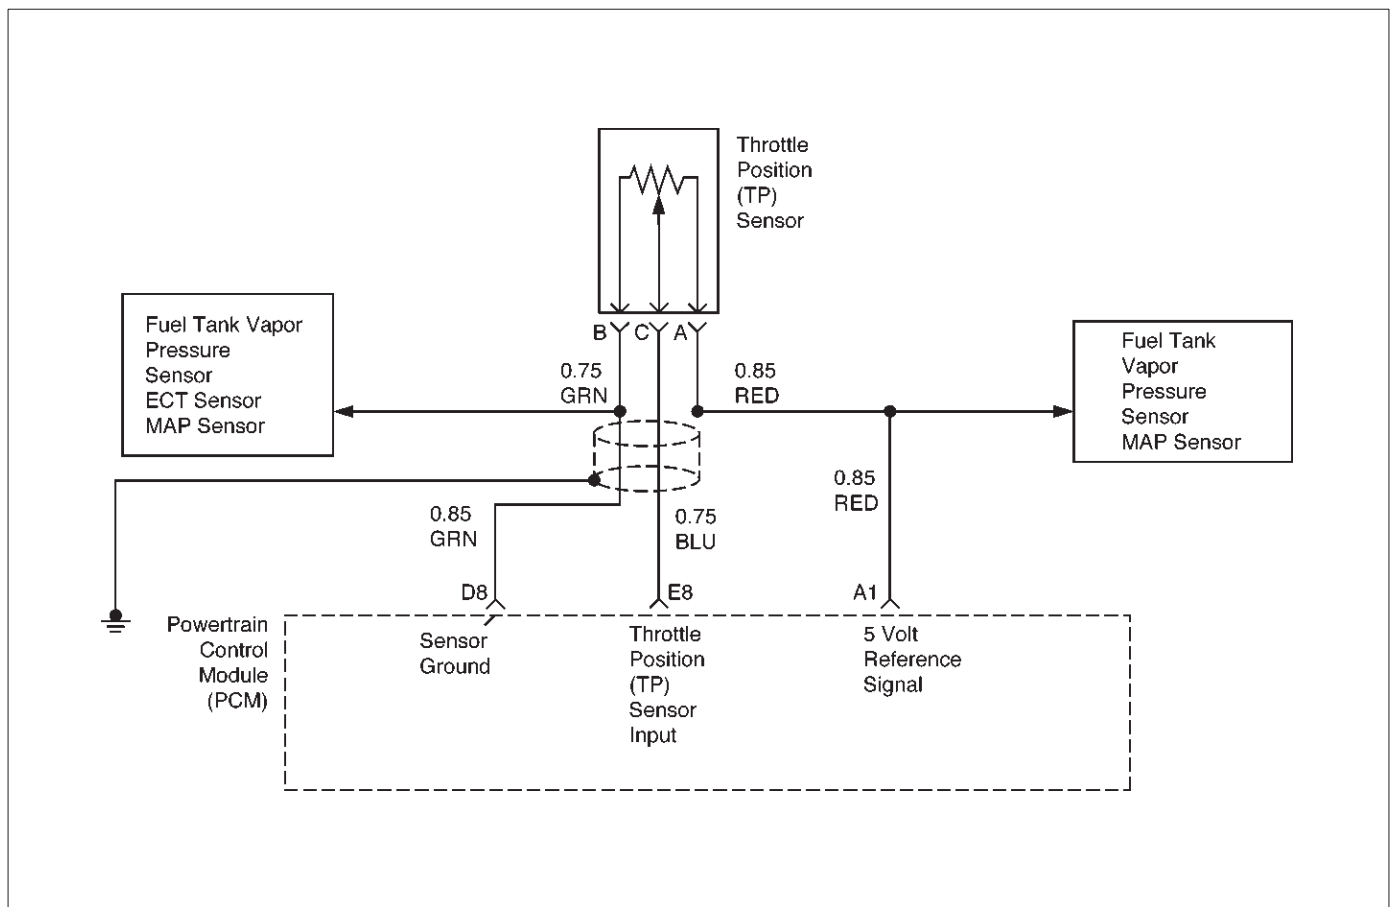 Throttle
Position
(TP)
Sensor
Fuel Tank Vapor
Pressure
Sensor
ECT Sensor
MAP Sensor
B
C
A
0.75
GRN
0.85
RED
Fuel Tank
Vapor
Pressure
Sensor
MAP Sensor
0.85
GRN
0.75
BLU
0.85
RED
D8
E8
A1
Powertrain
Control
Module
(PCM)
Sensor
Ground
Throttle
Position
(TP)
Sensor
Input
5 Volt
Reference
Signal